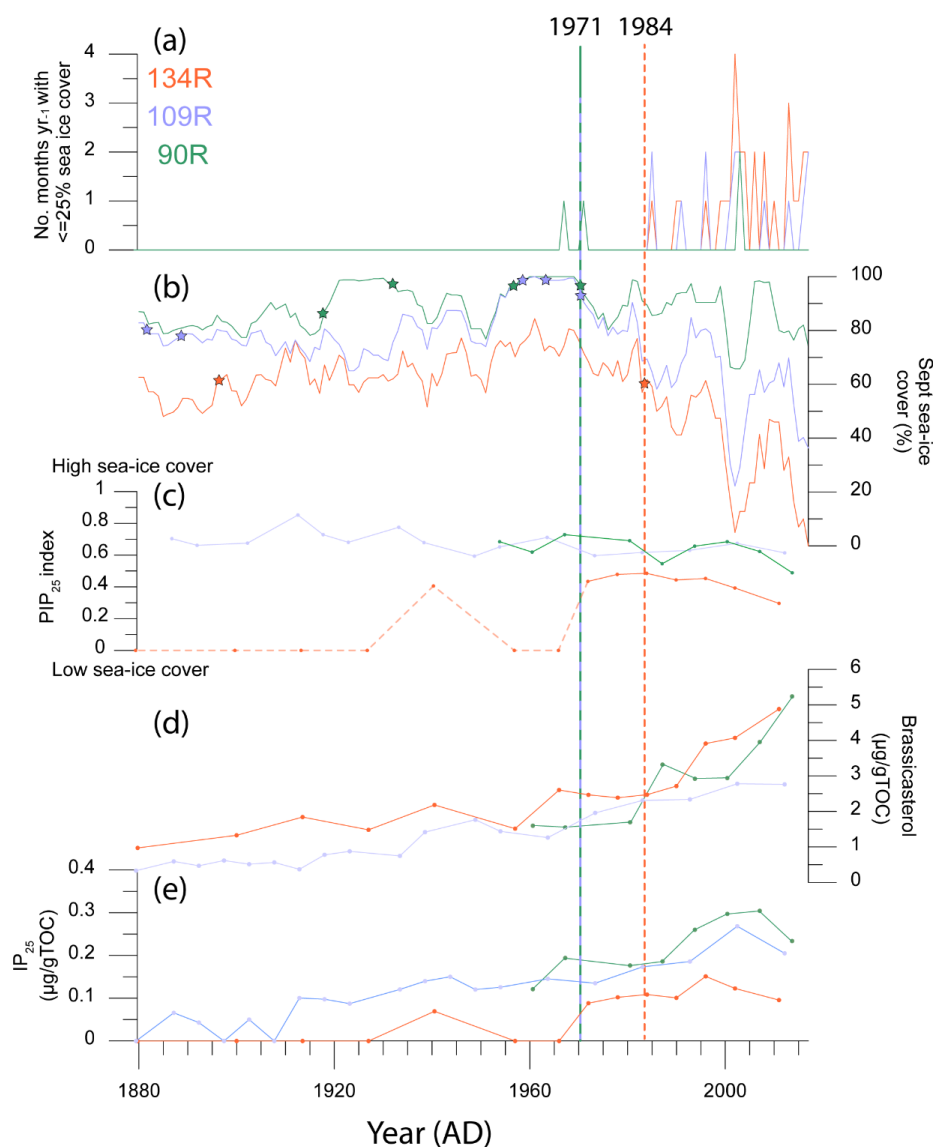 1971 1984
(a)
134R
109R
90R
No. months yr-1 with
<=25% sea ice cover
4
3
2
1
0
(b)
100
80
60
40
20
0
Sept sea-ice
cover (%)
High sea-ice cover
(c)
1
0.8
0.6
0.4
0.2
0
PIP25 index
Low sea-ice cover
(d)
6
5
4
3
2
1
0
Brassicasterol
(µg/gTOC)
(e)
0.4
0.3
0.2
0.1
0
IP25
(µg/gTOC)
1880 1920 1960 2000
Year (AD)